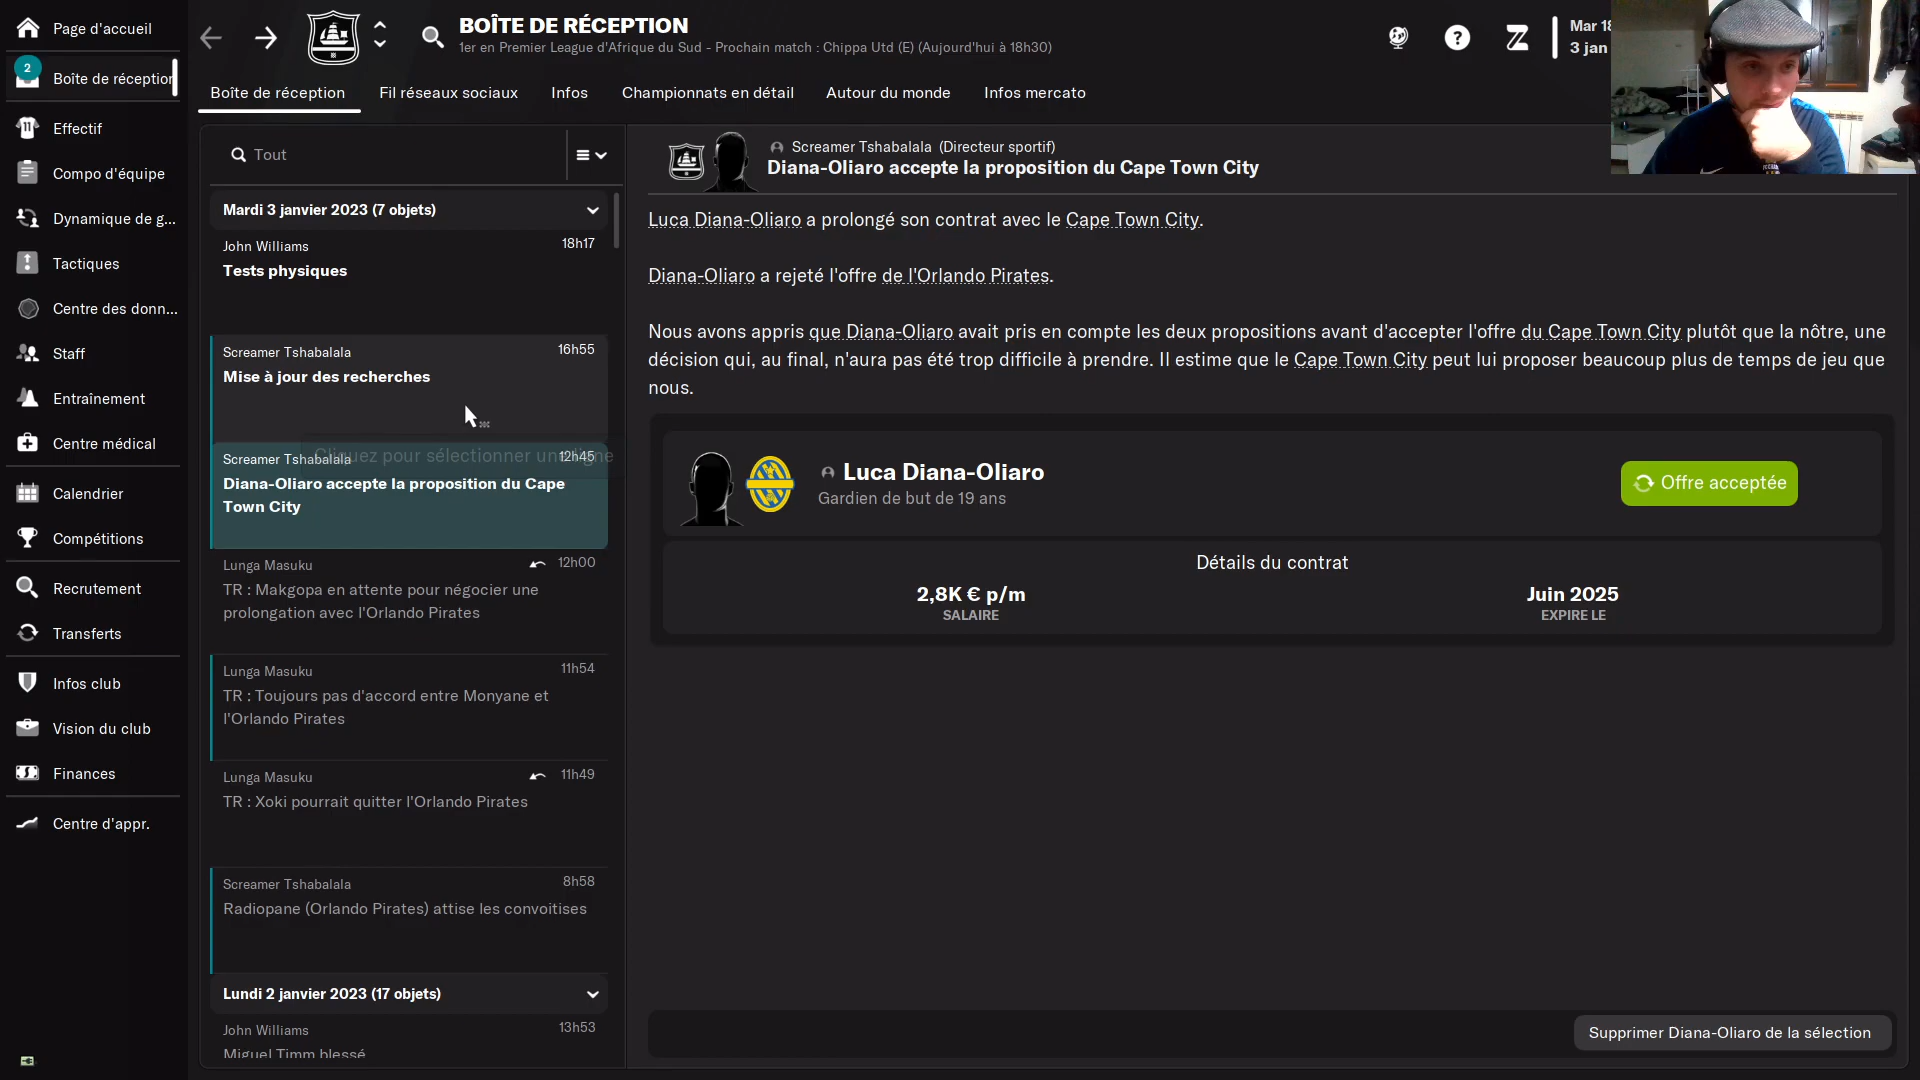 Page d'accueil
2
Boîte de réception
Effectif
Compo d'équipe
Dynamique de g...
Tactiques
Centre des donn...
Staff
Entraînement
Centre médical
Calendrier
Compétitions
Recrutement
Transferts
Infos club
Vision du club
Finances
Centre d'appr.
BOÎTE DE RÉCEPTION
1er en Premier League d'Afrique du Sud - Prochain match : Chippa Utd (E) (Aujourd'hui à 18h30)
Mar 18
3 jan
Boîte de réception Fil réseaux sociaux Infos Championnats en détail Autour du monde Infos mercato
Tout
Mardi 3 janvier 2023 (7 objets)
John Williams 18h17
Tests physiques
Screamer Tshabalala 16h55
Mise à jour des recherches
Cliquez pour sélectionner une ligne
Screamer Tshabalala 12h45
Diana-Oliaro accepte la proposition du Cape
Town City
Lunga Masuku 12h00
TR : Makgopa en attente pour négocier une
prolongation avec l'Orlando Pirates
Lunga Masuku 11h54
TR : Toujours pas d'accord entre Monyane et
l'Orlando Pirates
Lunga Masuku 11h49
TR : Xoki pourrait quitter l'Orlando Pirates
Screamer Tshabalala 8h58
Radiopane (Orlando Pirates) attise les convoitises
Lundi 2 janvier 2023 (17 objets)
John Williams 13h53
Miguel Timm blessé
Screamer Tshabalala (Directeur sportif)
Diana-Oliaro accepte la proposition du Cape Town City
Luca Diana-Oliaro a prolongé son contrat avec le Cape Town City.
Diana-Oliaro a rejeté l'offre de l'Orlando Pirates.
Nous avons appris que Diana-Oliaro avait pris en compte les deux propositions avant d'accepter l'offre du Cape Town City plutôt que la nôtre, une
décision qui, au final, n'aura pas été trop difficile à prendre. Il estime que le Cape Town City peut lui proposer beaucoup plus de temps de jeu que
nous.
Luca Diana-Oliaro
Gardien de but de 19 ans
Offre acceptée
Détails du contrat
2,8K € p/m
SALAIRE
Juin 2025
EXPIRE LE
Supprimer Diana-Oliaro de la sélection